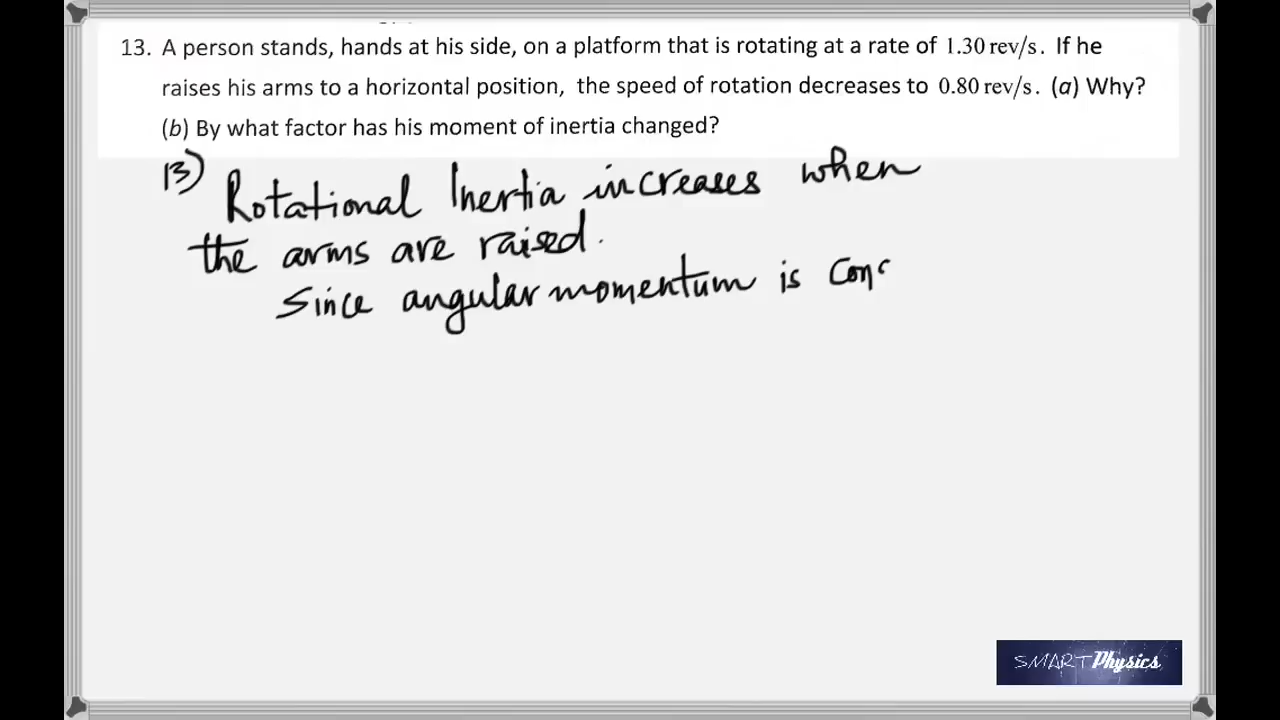 13. A person stands, hands at his side, on a platform that is rotating at a rate of 1.30 rev/s. If he
raises his arms to a horizontal position, the speed of rotation decreases to 0.80 rev/s. (a) Why?
(b) By what factor has his moment of inertia changed?
13) Rotational Inertia increases when
the arms are raised.
Since angular momentum is cons
SMART Physics